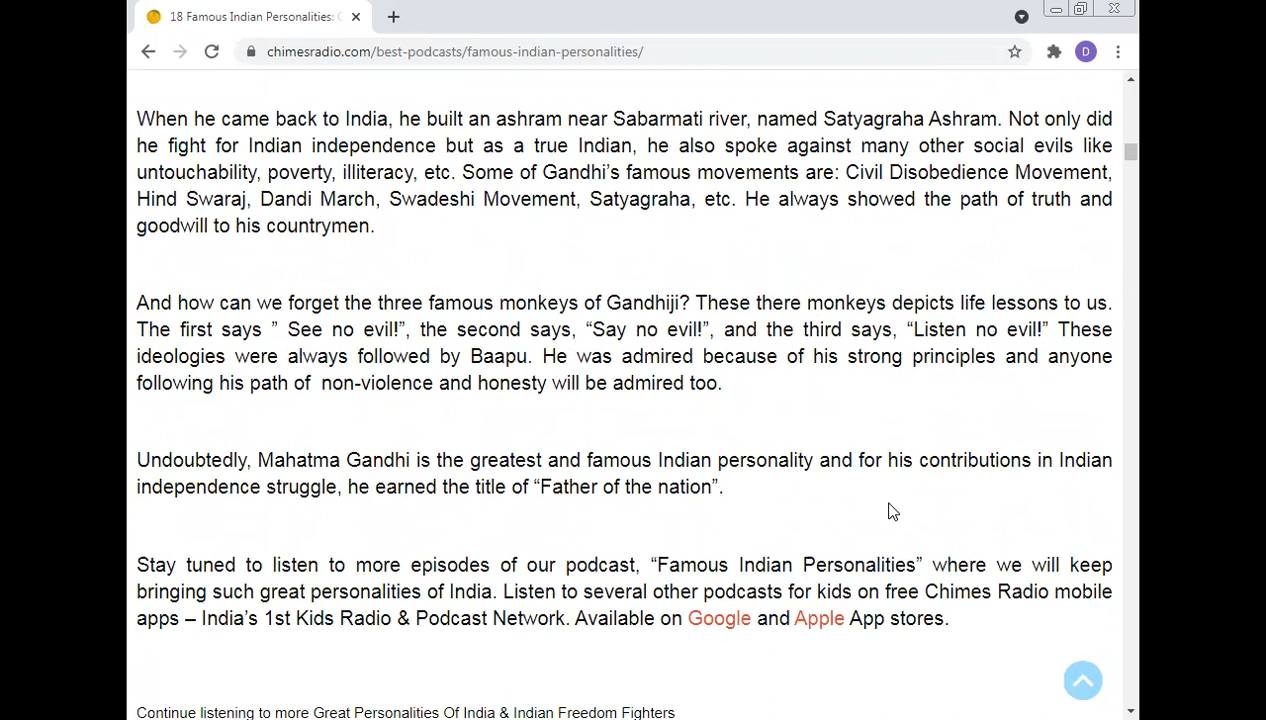 18 Famous Indian Personalities:
chimesradio.com/best-podcasts/famous-indian-personalities/
D
When he came back to India, he built an ashram near Sabarmati river, named Satyagraha Ashram. Not only did
he fight for Indian independence but as a true Indian, he also spoke against many other social evils like
untouchability, poverty, illiteracy, etc. Some of Gandhi's famous movements are: Civil Disobedience Movement,
Hind Swaraj, Dandi March, Swadeshi Movement, Satyagraha, etc. He always showed the path of truth and
goodwill to his countrymen.
And how can we forget the three famous monkeys of Gandhiji? These there monkeys depicts life lessons to us.
The first says ” See no evil!”, the second says, “Say no evil!”, and the third says, “Listen no evil!” These
ideologies were always followed by Baapu. He was admired because of his strong principles and anyone
following his path of  non-violence and honesty will be admired too.
Undoubtedly, Mahatma Gandhi is the greatest and famous Indian personality and for his contributions in Indian
independence struggle, he earned the title of “Father of the nation”.
Stay tuned to listen to more episodes of our podcast, “Famous Indian Personalities” where we will keep
bringing such great personalities of India. Listen to several other podcasts for kids on free Chimes Radio mobile
apps – India’s 1st Kids Radio & Podcast Network. Available on Google and Apple App stores.
Continue listening to more Great Personalities Of India & Indian Freedom Fighters